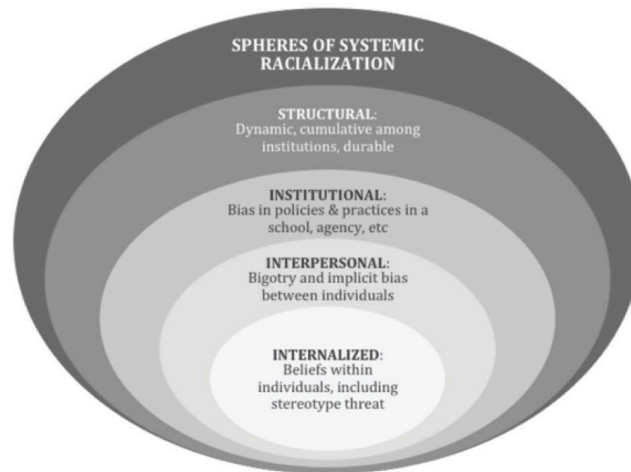 SPHERES OF SYSTEMIC
RACIALIZATION
STRUCTURAL:
Dynamic, cumulative among
institutions, durable
INSTITUTIONAL:
Bias in policies & practices in a
school, agency, etc
INTERPERSONAL:
Bigotry and implicit bias
between individuals
INTERNALIZED:
Beliefs within
individuals, including
stereotype threat